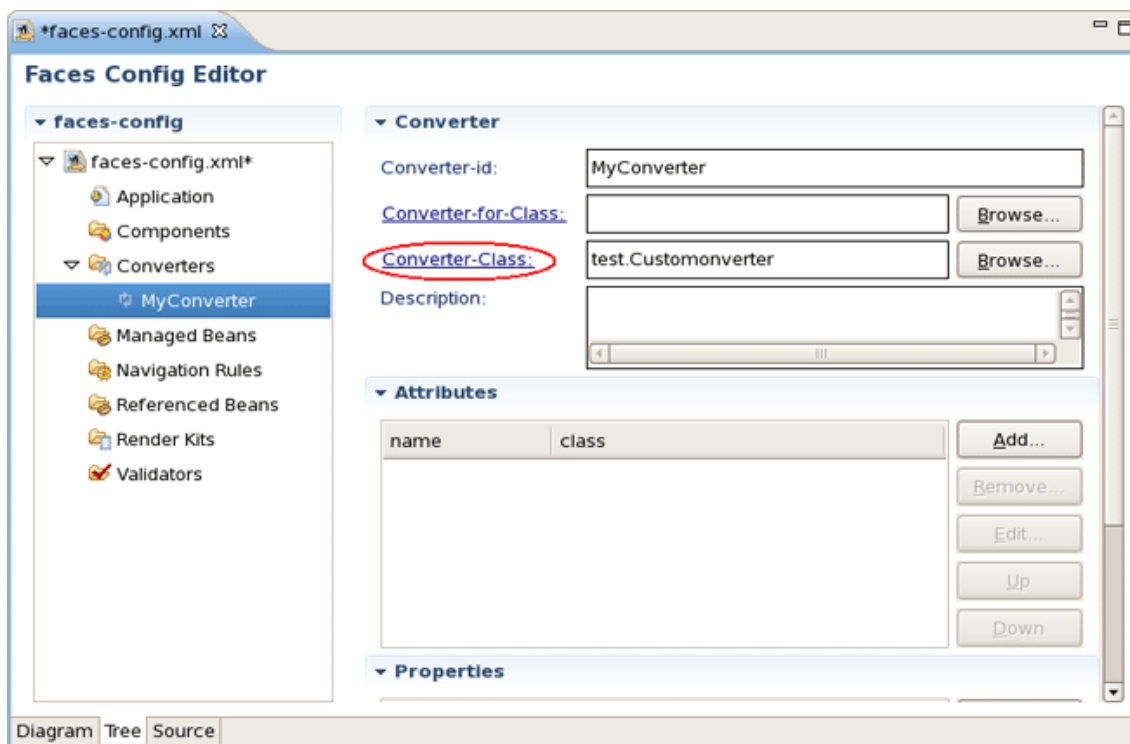 *faces-config.xml
Faces Config Editor
faces-config
faces-config.xml*
Application
Components
Converters
MyConverter
Managed Beans
Navigation Rules
Referenced Beans
Render Kits
Validators
Converter
Converter-id: MyConverter
Converter-for-Class: Browse...
Converter-Class: test.Customonverter Browse...
Description:
Attributes
name class
Add...
Remove...
Edit...
Up
Down
Properties
Diagram Tree Source